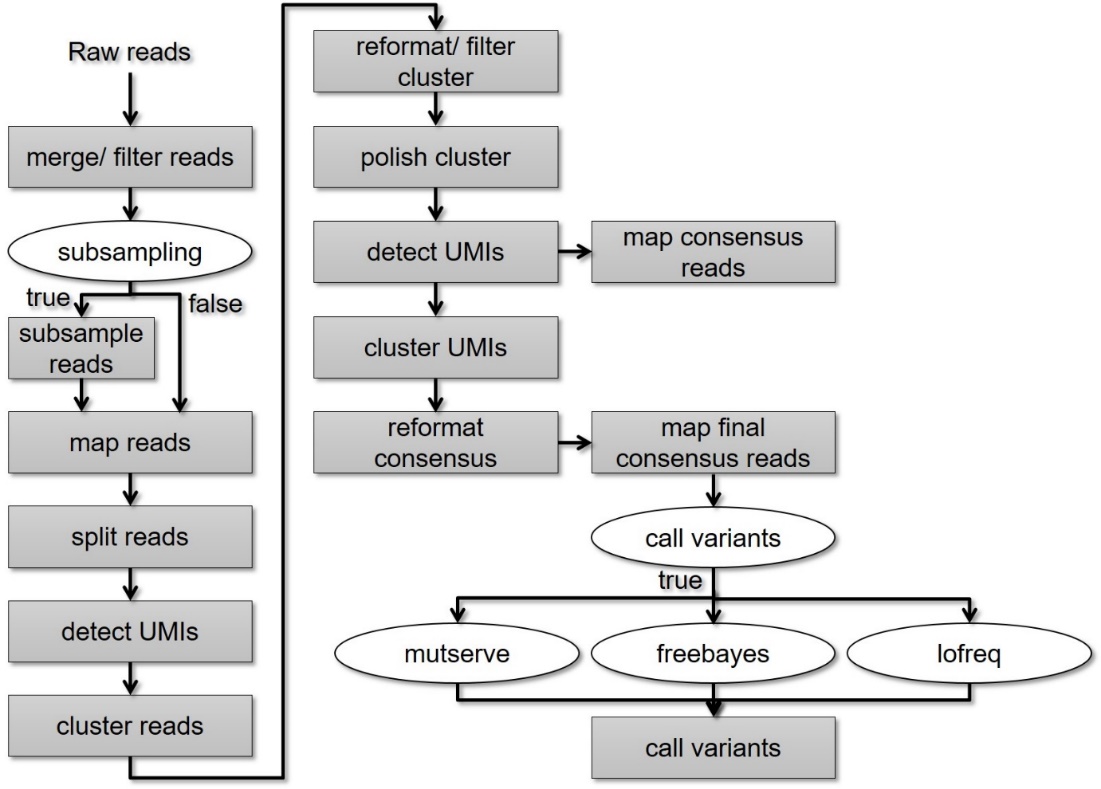 Raw reads
merge/ filter reads
subsampling
true
false
subsample
reads
map reads
split reads
detect UMIs
cluster reads
reformat/ filter
cluster
polish cluster
detect UMIs
map consensus
reads
cluster UMIs
reformat
consensus
map final
consensus reads
call variants
true
mutserve
freebayes
lofreq
call variants